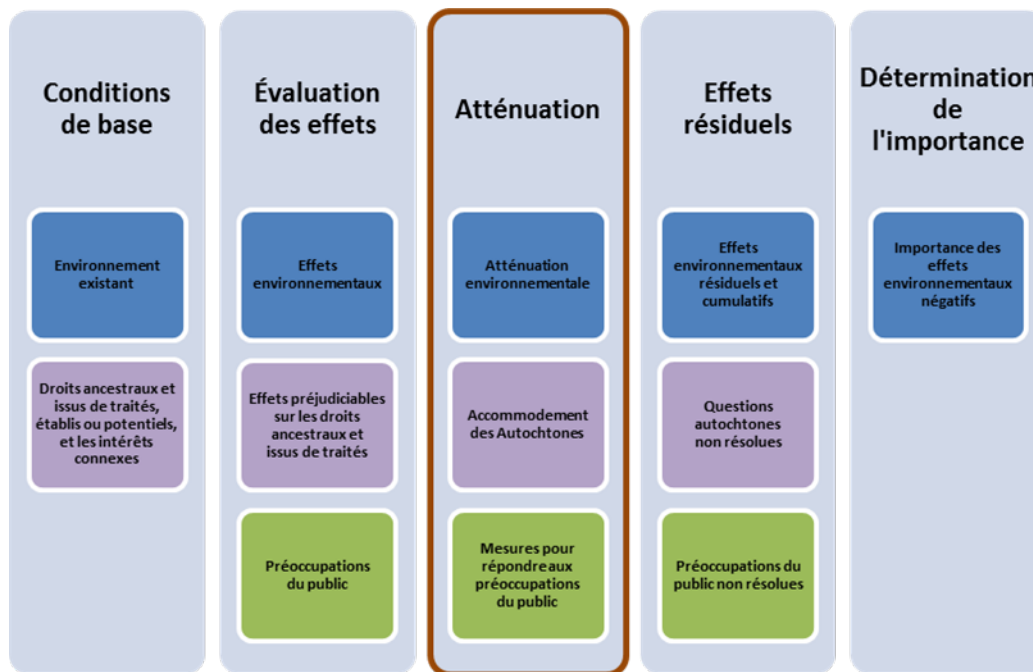 Conditions
de base
Environnement
existant
Droits ancestraux et
issus de traités,
établis ou potentiels,
et les intérêts
connexes
Évaluation
des effets
Effets
environnementaux
Effets préjudiciables
sur les droits
ancestraux et
issus de traités
Préoccupations
du public
Atténuation
Atténuation
environnementale
Accommodement
des Autochtones
Mesures pour
répondre aux
préoccupations
du public
Effets
résiduels
Effets
environnementaux
résiduels et
cumulatifs
Questions
autochtones
non résolues
Préoccupations du
public non résolues
Détermination
de
l'importance
Importance des
effets
environnementaux
négatifs